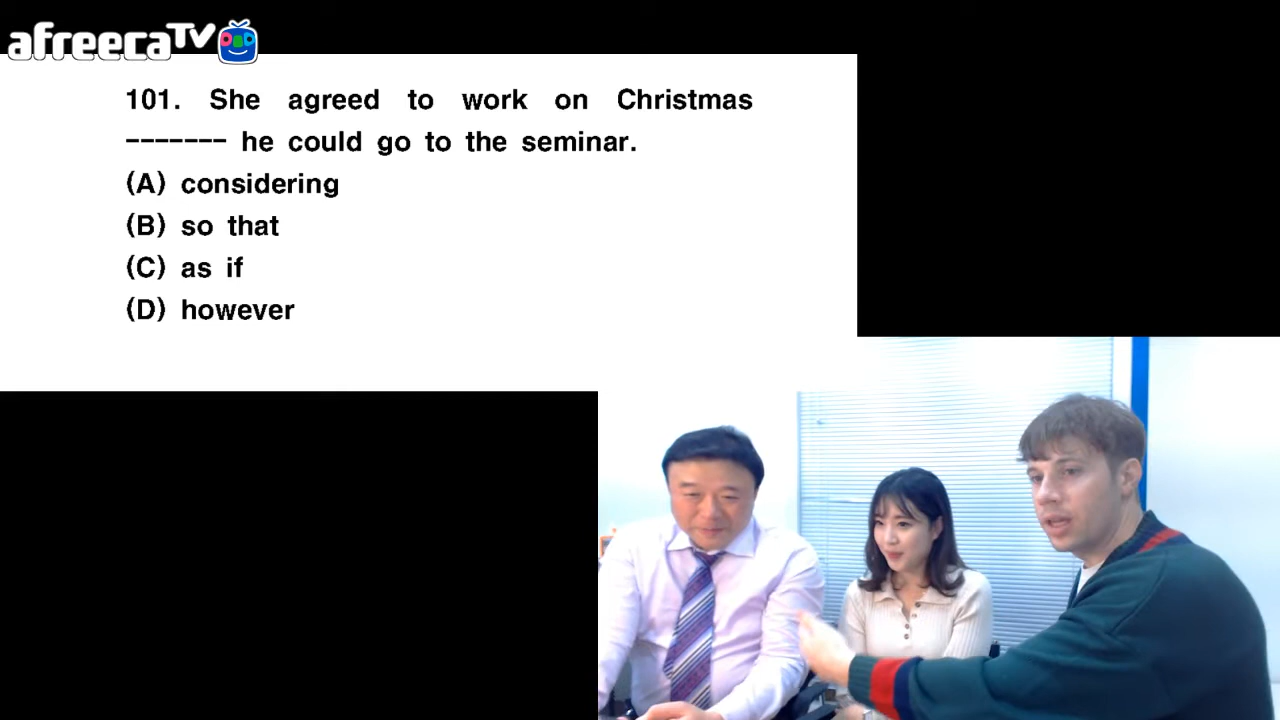 afreecaTV
101. She agreed to work on Christmas
------- he could go to the seminar.
(A) considering
(B) so that
(C) as if
(D) however